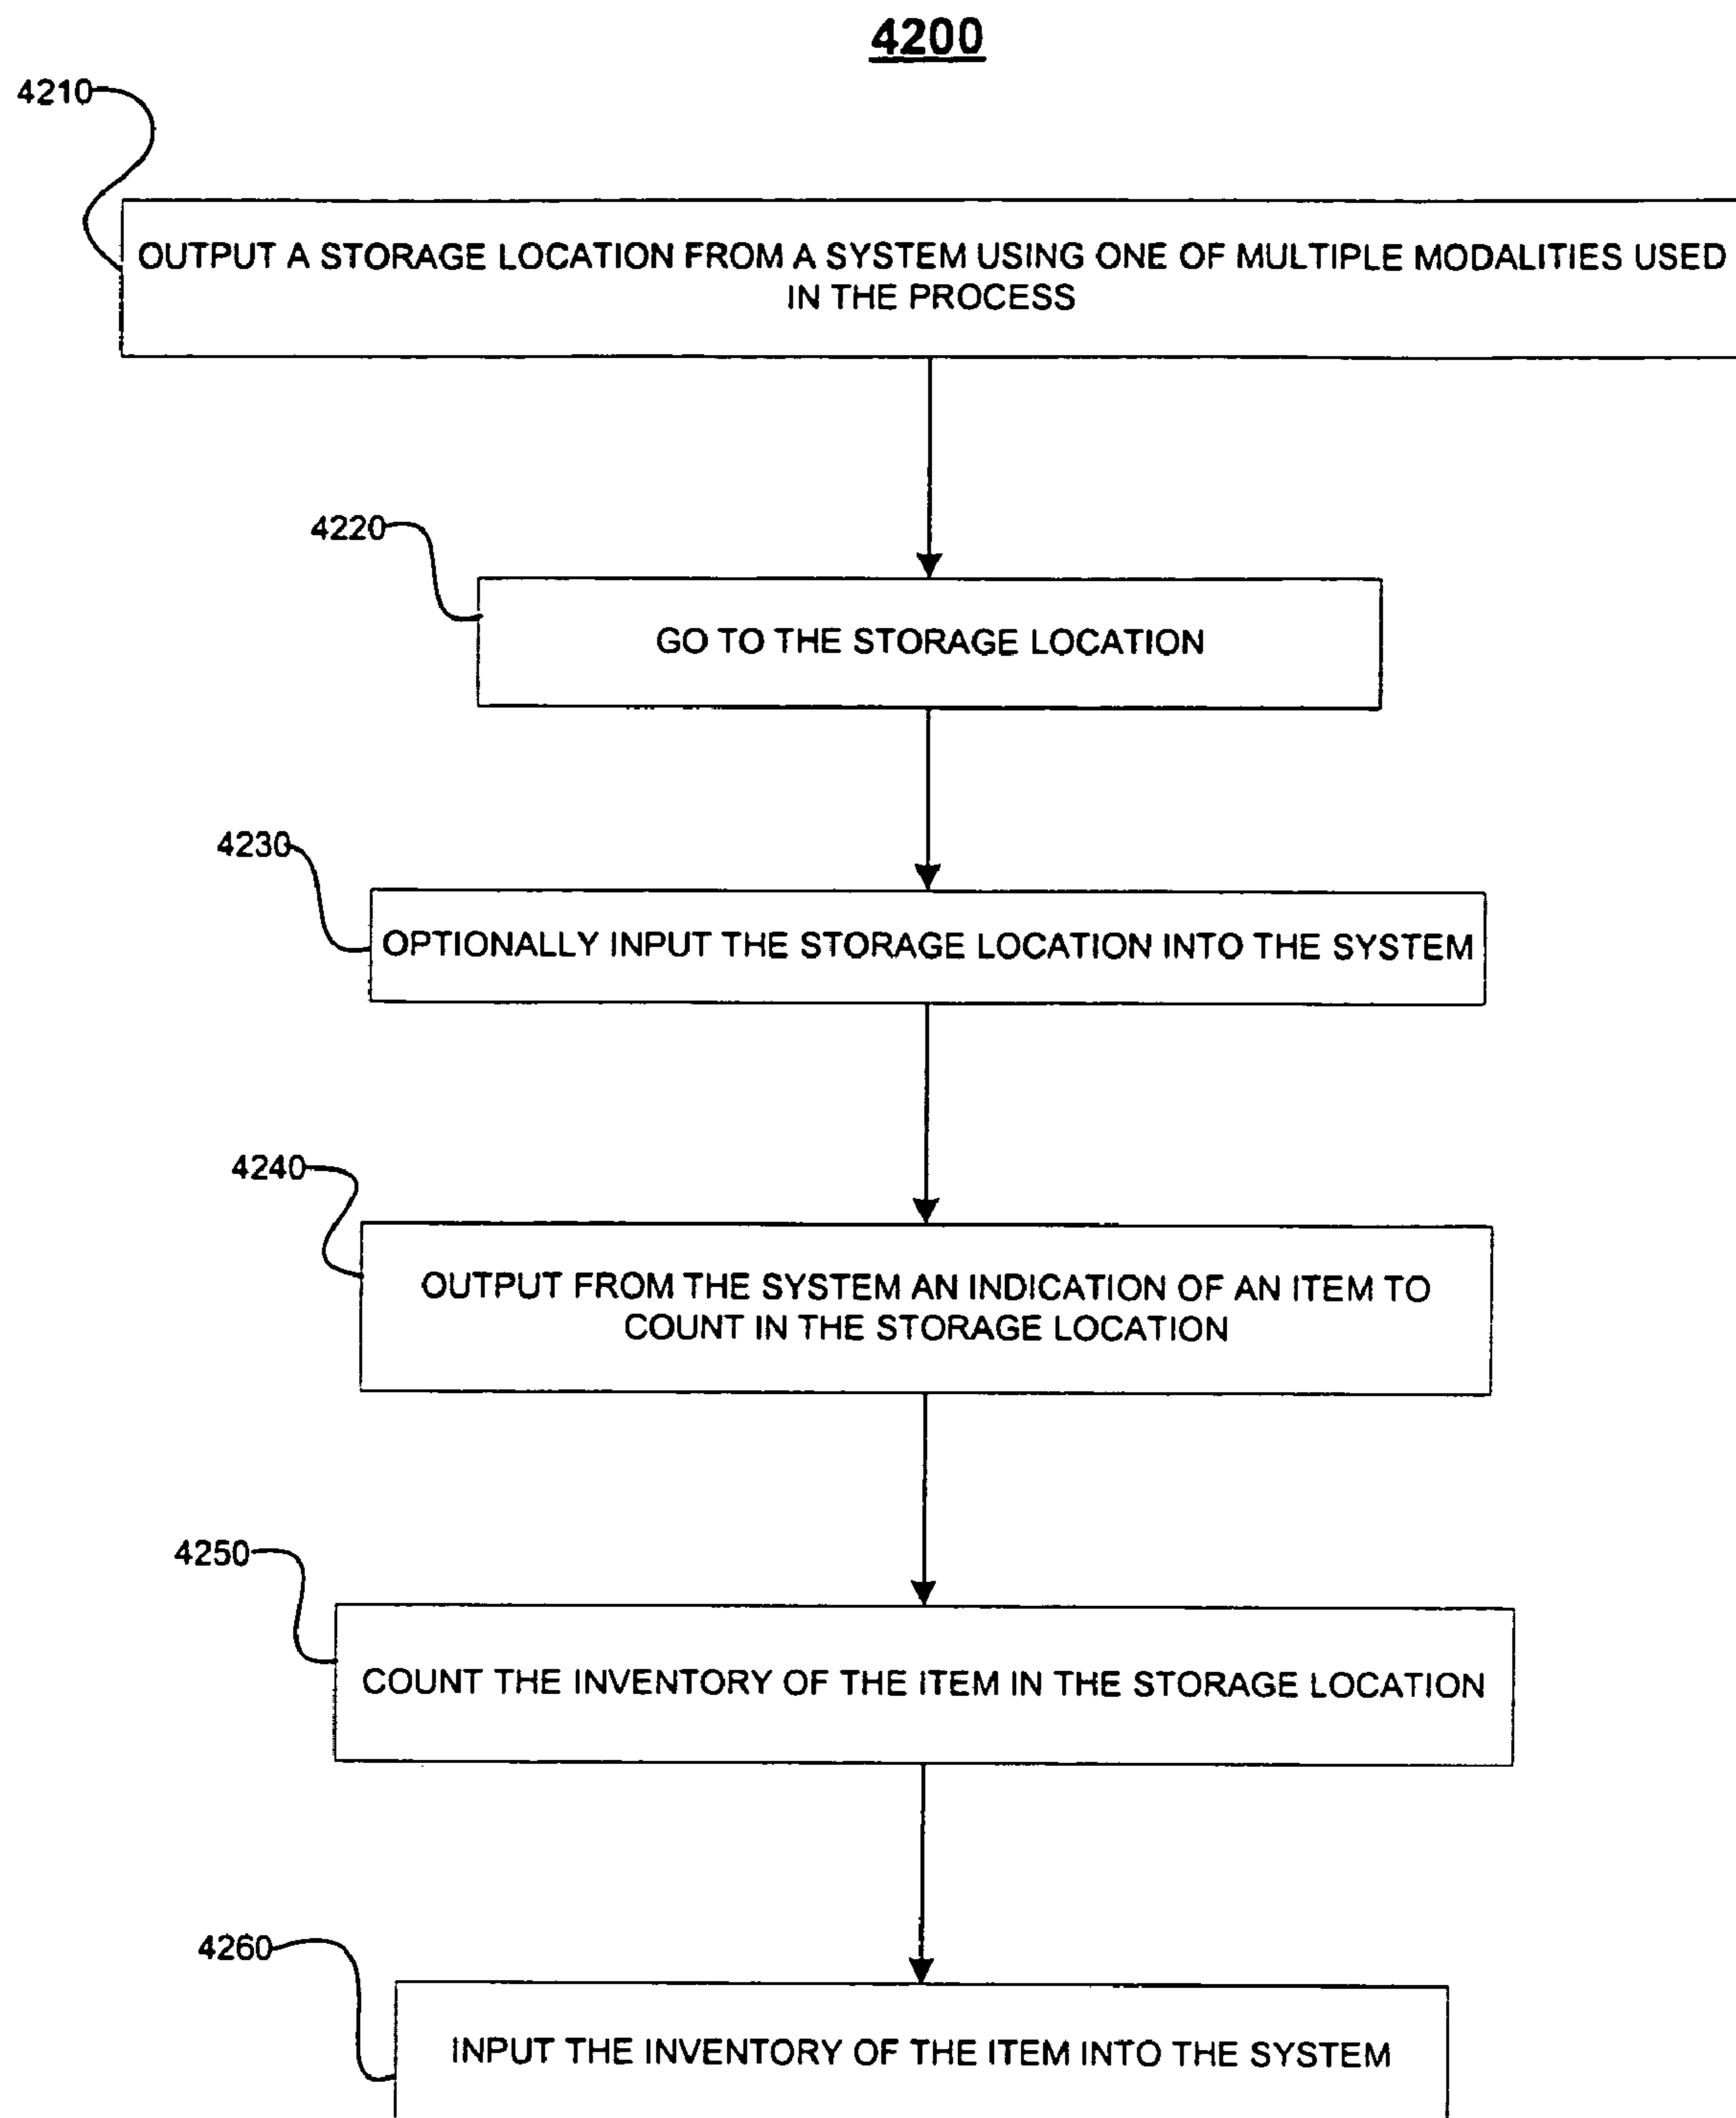 4200
4210
OUTPUT A STORAGE LOCATION FROM A SYSTEM USING ONE OF MULTIPLE MODALITIES USED
IN THE PROCESS
4220
GO TO THE STORAGE LOCATION
4230
OPTIONALLY INPUT THE STORAGE LOCATION INTO THE SYSTEM
4240
OUTPUT FROM THE SYSTEM AN INDICATION OF AN ITEM TO
COUNT IN THE STORAGE LOCATION
4250
COUNT THE INVENTORY OF THE ITEM IN THE STORAGE LOCATION
4260
INPUT THE INVENTORY OF THE ITEM INTO THE SYSTEM